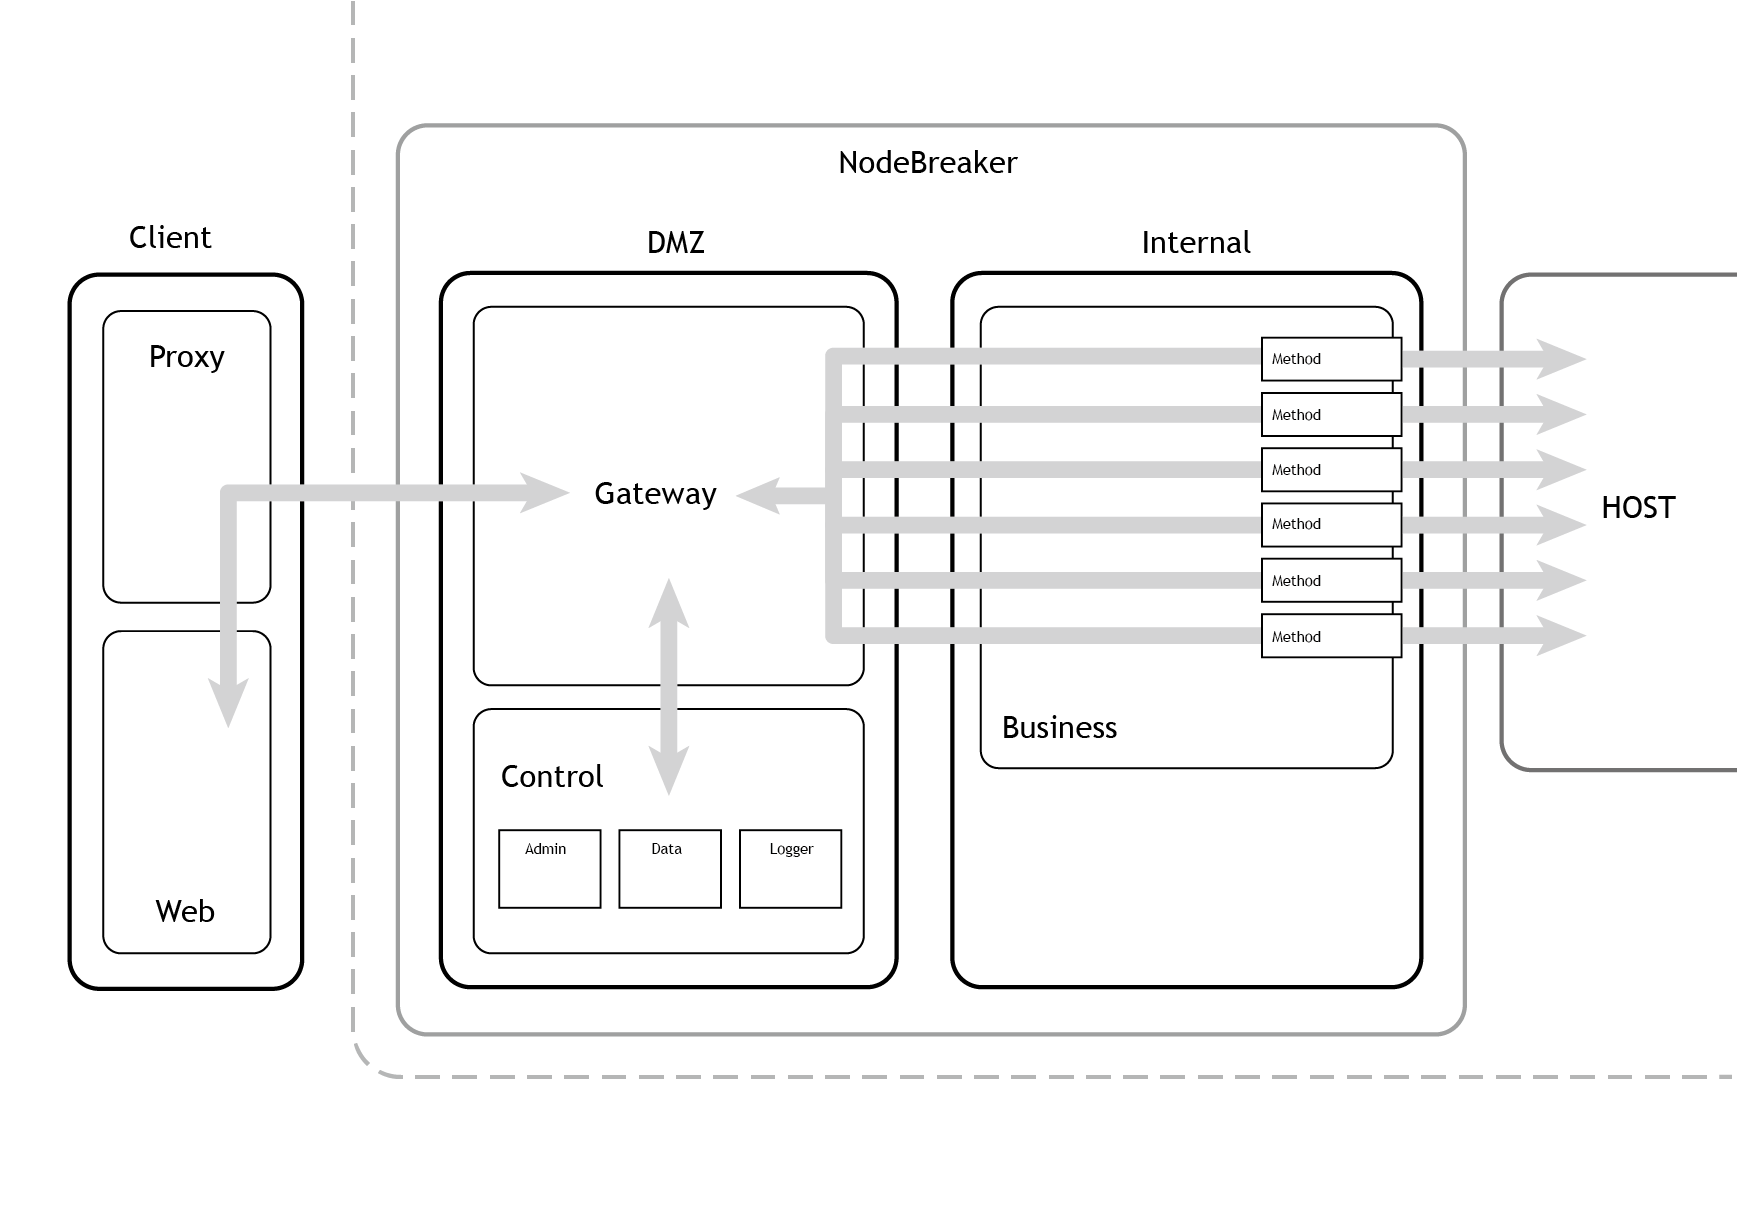 NodeBreaker
Client
DMZ
Internal
Proxy
Method
Method
Method
Gateway
HOST
Method
Method
Method
Business
Control
Admin
Data
Logger
Web